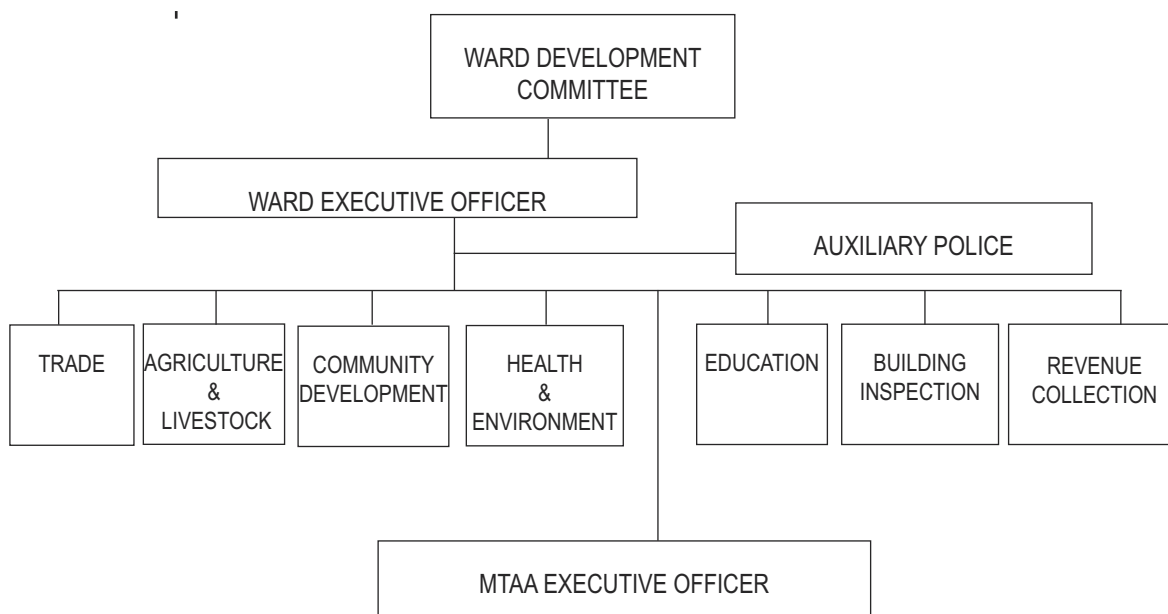 WARD DEVELOPMENT
COMMITTEE
WARD EXECUTIVE OFFICER
AUXILIARY POLICE
TRADE
AGRICULTURE
&
LIVESTOCK
COMMUNITY
DEVELOPMENT
HEALTH
&
ENVIRONMENT
EDUCATION
BUILDING
INSPECTION
REVENUE
COLLECTION
MTAA EXECUTIVE OFFICER